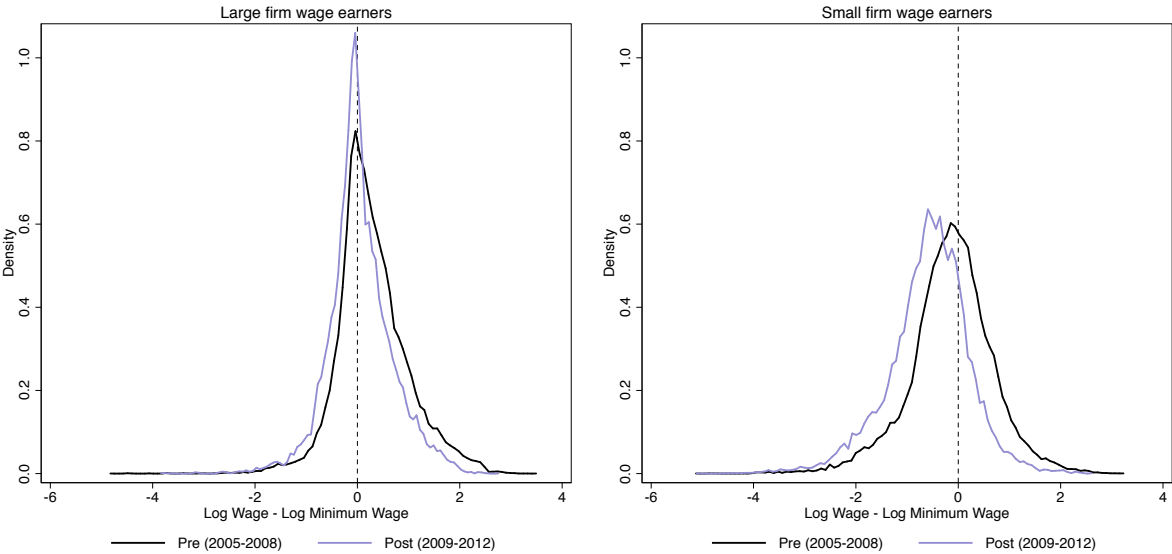 Large firm wage earners
Density
0.0 0.2 0.4 0.6 0.8 1.0
-6 -4 -2 0 2 4
Log Wage - Log Minimum Wage
Pre (2005-2008) Post (2009-2012)
Small firm wage earners
Density
0.0 0.2 0.4 0.6 0.8 1.0
-6 -4 -2 0 2 4
Log Wage - Log Minimum Wage
Pre (2005-2008) Post (2009-2012)